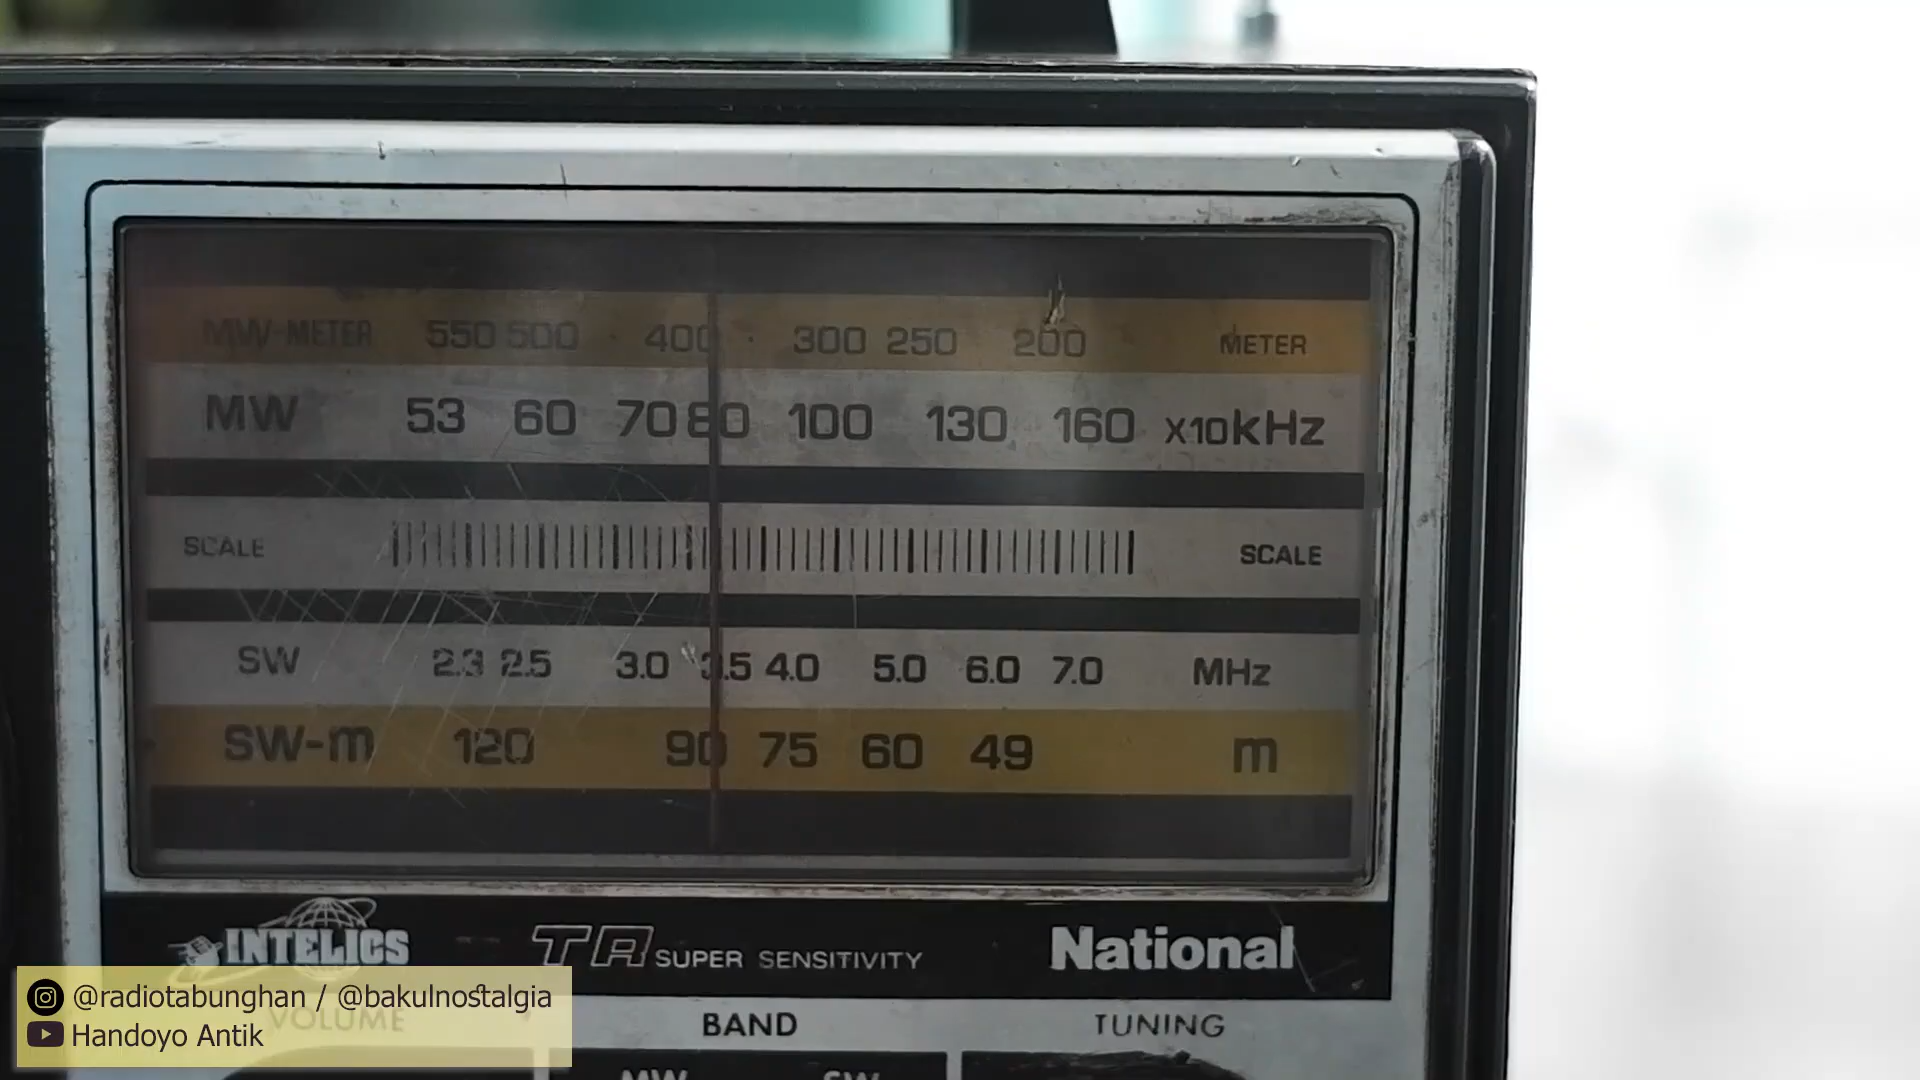 MW-METER 550 500 · 400 · 300 250 200 METER
MW 53 60 70 80 100 130 160 X10kHz
SCALE SCALE
SW 2.3 2.5 3.0 3.5 4.0 5.0 6.0 7.0 MHz
SW-m 120 90 75 60 49 m
INTELICS TR SUPER SENSITIVITY National
@radiotabunghan / @bakulnostalgia
VOLUME BAND TUNING
Handoyo Antik
MW SW